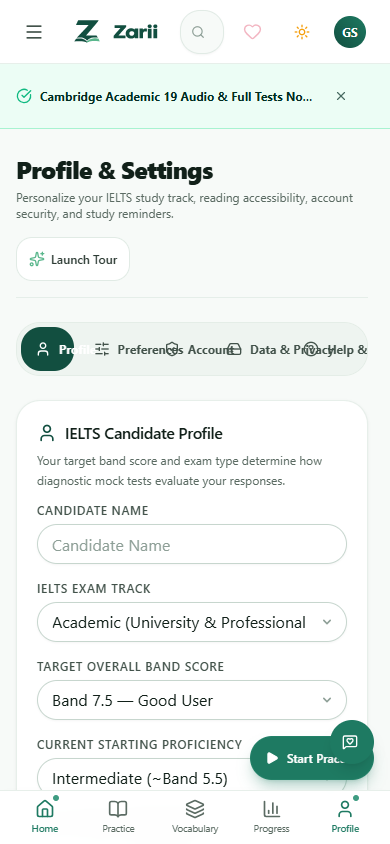 Zarii
GS
Cambridge Academic 19 Audio & Full Tests No...
Profile & Settings
Personalize your IELTS study track, reading accessibility, account
security, and study reminders.
Launch Tour
Preferences Account Data & Privacy Help &
IELTS Candidate Profile
Your target band score and exam type determine how
diagnostic mock tests evaluate your responses.
CANDIDATE NAME
Candidate Name
IELTS EXAM TRACK
Academic (University & Professional
TARGET OVERALL BAND SCORE
Band 7.5 — Good User
CURRENT STARTING PROFICIENCY
Intermediate (~Band 5.5)
Start
Home Practice Vocabulary Progress Profile